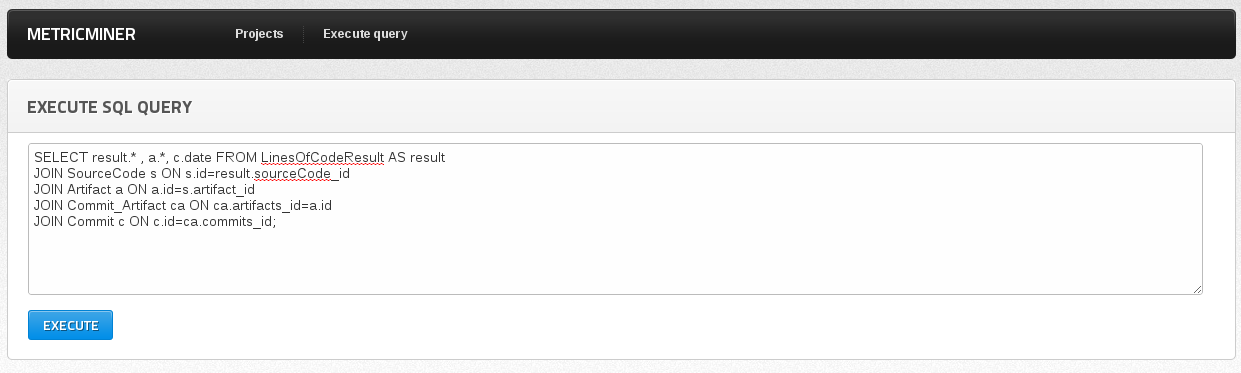 METRICMINER
Projects
Execute query
EXECUTE SQL QUERY
SELECT result.* , a.*, c.date FROM LinesOfCodeResult AS result
JOIN SourceCode s ON s.id=result.sourceCode_id
JOIN Artifact a ON a.id=s.artifact_id
JOIN Commit_Artifact ca ON ca.artifacts_id=a.id
JOIN Commit c ON c.id=ca.commits_id;
EXECUTE